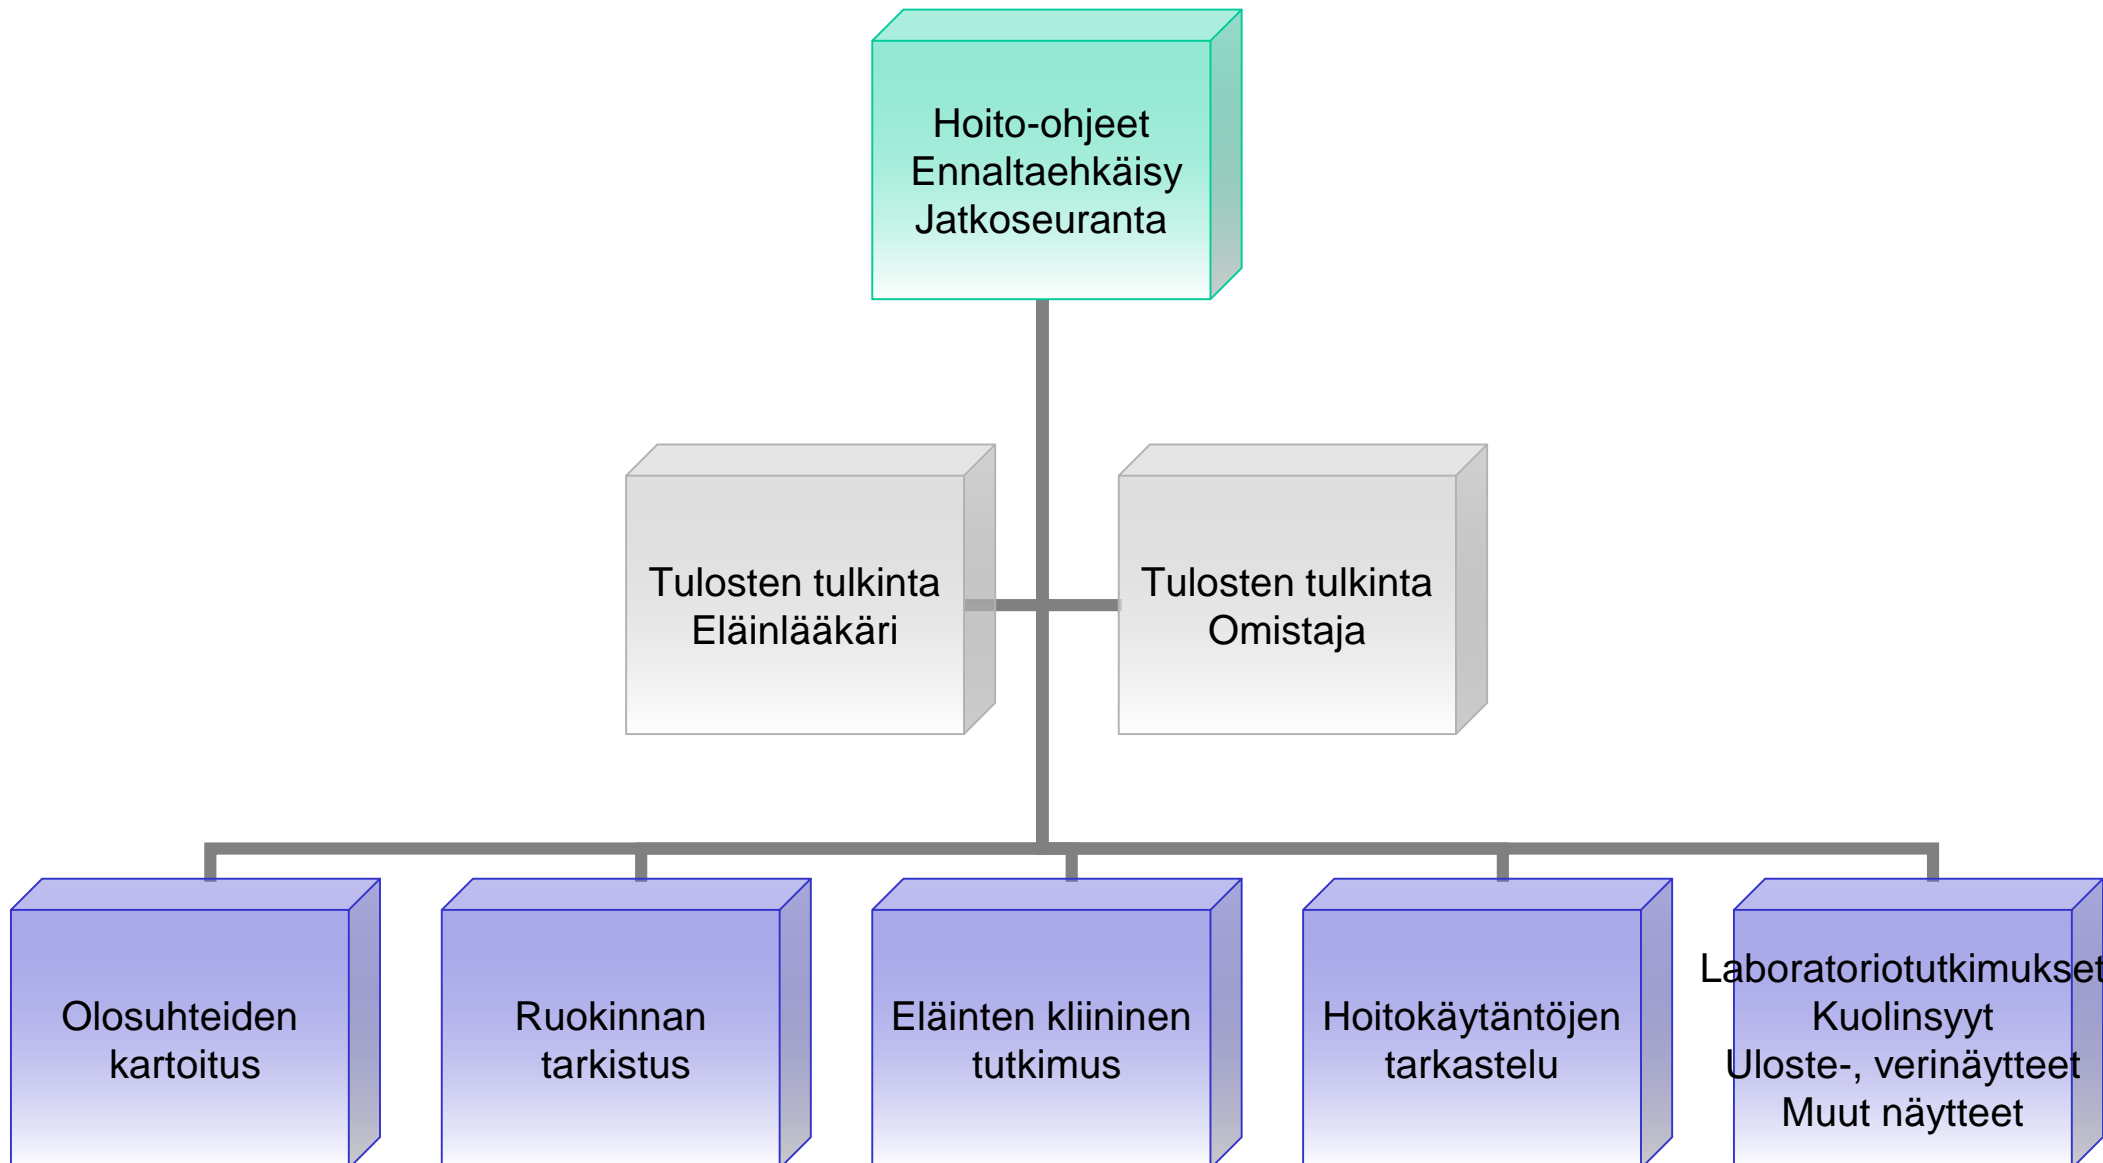 Hoito-ohjeet
Ennaltaehkäisy
Jatkoseuranta
Tulosten tulkinta
Eläinlääkäri
Tulosten tulkinta
Omistaja
Olosuhteiden
kartoitus
Ruokinnan
tarkistus
Eläinten kliininen
tutkimus
Hoitokäytäntöjen
tarkastelu
Laboratoriotutkimukset
Kuolinsyyt
Uloste-, verinäytteet
Muut näytteet